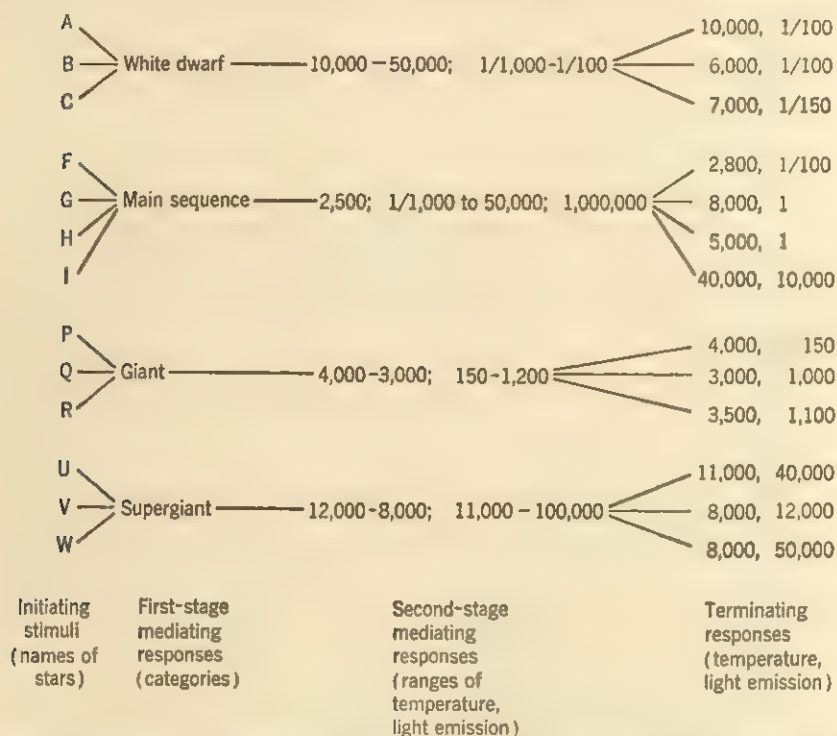 A
B
C
White dwarf
10,000 – 50,000; 1/1,000-1/100
10,000, 1/100
6,000, 1/100
7,000, 1/150
F
G
H
I
Main sequence
2,500; 1/1,000 to 50,000; 1,000,000
2,800, 1/100
8,000, 1
5,000, 1
40,000, 10,000
P
Q
R
Giant
4,000-3,000; 150-1,200
4,000, 150
3,000, 1,000
3,500, 1,100
U
V
W
Supergiant
12,000-8,000; 11,000 – 100,000
11,000, 40,000
8,000, 12,000
8,000, 50,000
Initiating
stimuli
(names of
stars)
First-stage
mediating
responses
(categories)
Second-stage
mediating
responses
(ranges of
temperature,
light emission)
Terminating
responses
(temperature,
light emission)